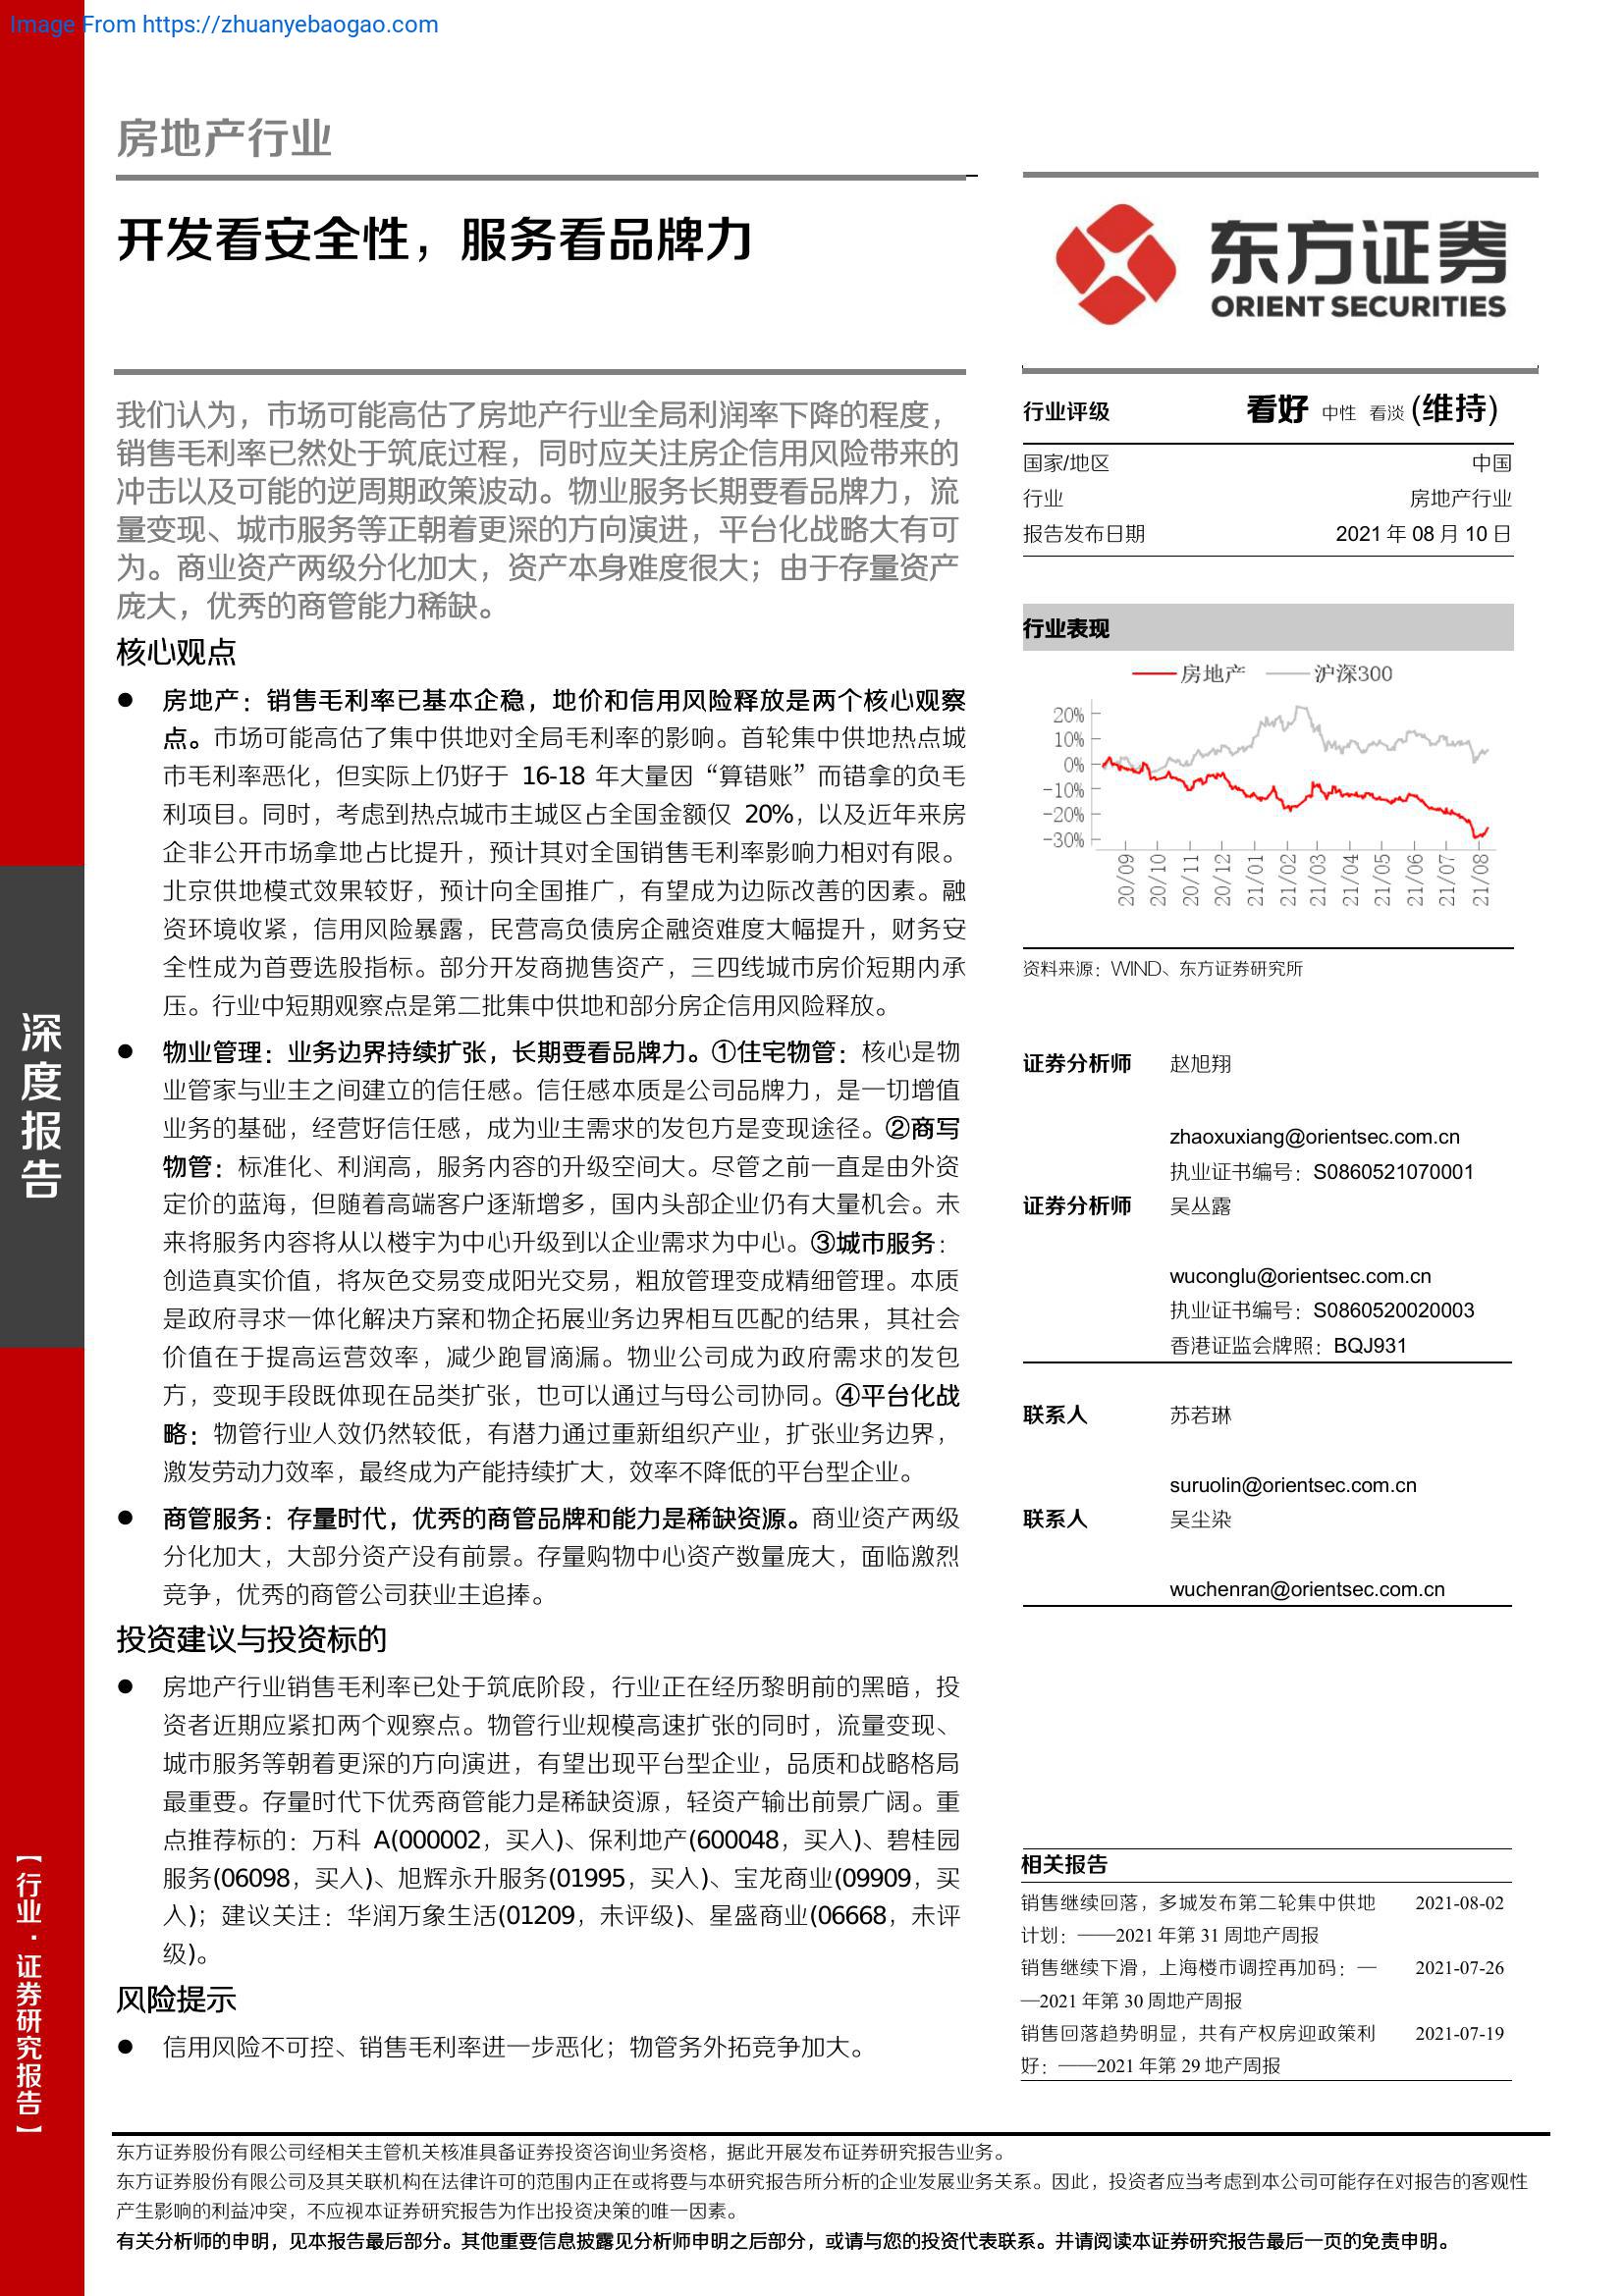 Image From https://zhuanyebaogao.com
房地产行业
开发看安全性，服务看品牌力
东方证券
ORIENT SECURITIES
我们认为，市场可能高估了房地产行业全局利润率下降的程度，
销售毛利率已然处于筑底过程，同时应关注房企信用风险带来的
冲击以及可能的逆周期政策波动。物业服务长期要看品牌力，流
量变现、城市服务等正朝着更深的方向演进，平台化战略大有可
为。商业资产两级分化加大，资产本身难度很大；由于存量资产
庞大，优秀的商管能力稀缺。
核心观点
● 房地产：销售毛利率已基本企稳，地价和信用风险释放是两个核心观察
点。市场可能高估了集中供地对全局毛利率的影响。首轮集中供地热点城
市毛利率恶化，但实际上仍好于 16-18 年大量因“算错账”而错拿的负毛
利项目。同时，考虑到热点城市主城区占全国金额仅 20%，以及近年来房
企非公开市场拿地占比提升，预计其对全国销售毛利率影响力相对有限。
北京供地模式效果较好，预计向全国推广，有望成为边际改善的因素。融
资环境收紧，信用风险暴露，民营高负债房企融资难度大幅提升，财务安
全性成为首要选股指标。部分开发商抛售资产，三四线城市房价短期内承
压。行业中短期观察点是第二批集中供地和部分房企信用风险释放。
● 物业管理：业务边界持续扩张，长期要看品牌力。①住宅物管：核心是物
业管家与业主之间建立的信任感。信任感本质是公司品牌力，是一切增值
业务的基础，经营好信任感，成为业主需求的发包方是变现途径。②商写
物管：标准化、利润高，服务内容的升级空间大。尽管之前一直是由外资
定价的蓝海，但随着高端客户逐渐增多，国内头部企业仍有大量机会。未
来将服务内容将从以楼宇为中心升级到以企业需求为中心。③城市服务：
创造真实价值，将灰色交易变成阳光交易，粗放管理变成精细管理。本质
是政府寻求一体化解决方案和物企拓展业务边界相互匹配的结果，其社会
价值在于提高运营效率，减少跑冒滴漏。物业公司成为政府需求的发包
方，变现手段既体现在品类扩张，也可以通过与母公司协同。④平台化战
略：物管行业人效仍然较低，有潜力通过重新组织产业，扩张业务边界，
激发劳动力效率，最终成为产能持续扩大，效率不降低的平台型企业。
● 商管服务：存量时代，优秀的商管品牌和能力是稀缺资源。商业资产两级
分化加大，大部分资产没有前景。存量购物中心资产数量庞大，面临激烈
竞争，优秀的商管公司获业主追捧。
投资建议与投资标的
● 房地产行业销售毛利率已处于筑底阶段，行业正在经历黎明前的黑暗，投
资者近期应紧扣两个观察点。物管行业规模高速扩张的同时，流量变现、
城市服务等朝着更深的方向演进，有望出现平台型企业，品质和战略格局
最重要。存量时代下优秀商管能力是稀缺资源，轻资产输出前景广阔。重
点推荐标的：万科 A(000002，买入)、保利地产(600048，买入)、碧桂园
服务(06098，买入)、旭辉永升服务(01995，买入)、宝龙商业(09909，买
入)；建议关注：华润万象生活(01209，未评级)、星盛商业(06668，未评
级)。
风险提示
● 信用风险不可控、销售毛利率进一步恶化；物管务外拓竞争加大。
行业评级 看好 中性 看淡 (维持)
国家/地区 中国
行业 房地产行业
报告发布日期 2021 年 08 月 10 日
行业表现
房地产 沪深300
20%
10%
0%
-10%
-20%
-30%
20/09 20/10 20/11 20/12 21/01 21/02 21/03 21/04 21/05 21/06 21/07 21/08
资料来源：WIND、东方证券研究所
证券分析师 赵旭翔
zhaoxuxiang@orientsec.com.cn
执业证书编号：S0860521070001
证券分析师 吴丛露
wuconglu@orientsec.com.cn
执业证书编号：S0860520020003
香港证监会牌照：BQJ931
联系人 苏若琳
suruolin@orientsec.com.cn
联系人 吴尘染
wuchenran@orientsec.com.cn
相关报告
销售继续回落，多城发布第二轮集中供地 2021-08-02
计划：——2021 年第 31 周地产周报
销售继续下滑，上海楼市调控再加码：— 2021-07-26
—2021 年第 30 周地产周报
销售回落趋势明显，共有产权房迎政策利 2021-07-19
好：——2021 年第 29 地产周报
深度报告
【行业·证券研究报告】
东方证券股份有限公司经相关主管机关核准具备证券投资咨询业务资格，据此开展发布证券研究报告业务。
东方证券股份有限公司及其关联机构在法律许可的范围内正在或将要与本研究报告所分析的企业发展业务关系。因此，投资者应当考虑到本公司可能存在对报告的客观性
产生影响的利益冲突，不应视本证券研究报告为作出投资决策的唯一因素。
有关分析师的申明，见本报告最后部分。其他重要信息披露见分析师申明之后部分，或请与您的投资代表联系。并请阅读本证券研究报告最后一页的免责申明。